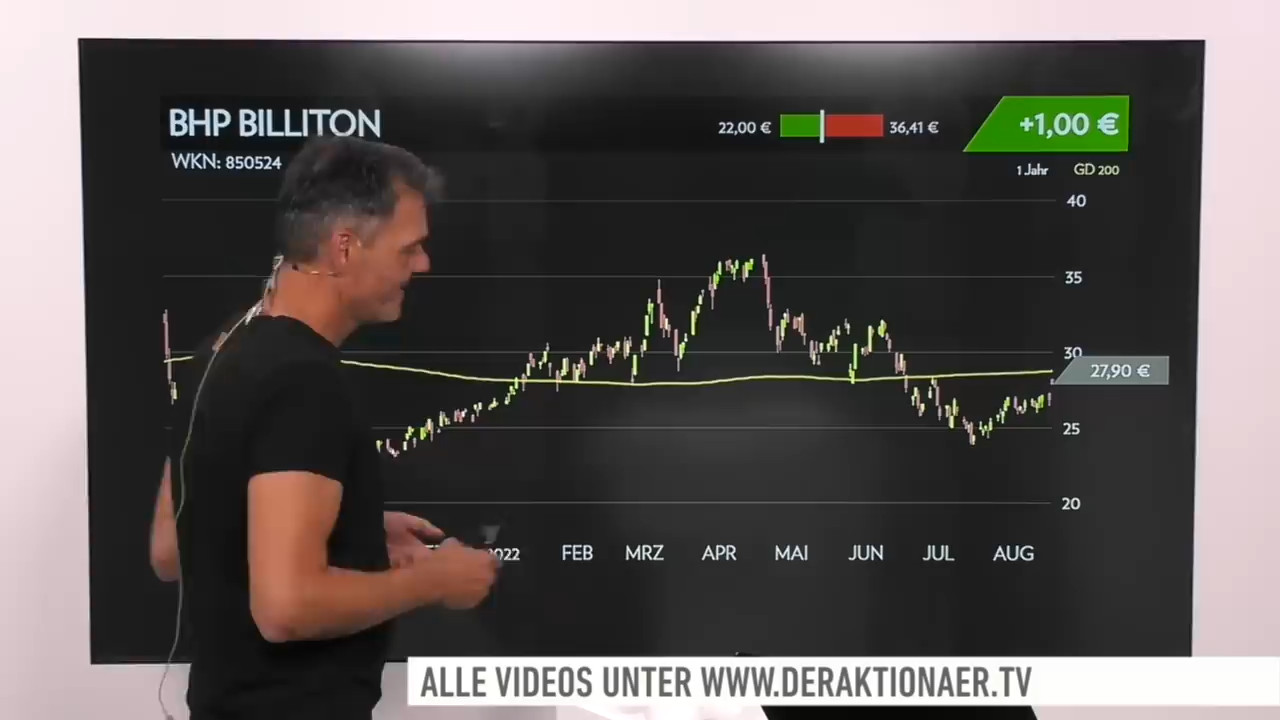 BHP BILLITON
WKN: 850524
22,00 €
36,41 €
+1,00 €
1 Jahr
GD 200
40
35
30
27,90 €
25
20
FEB
MRZ
APR
MAI
JUN
JUL
AUG
ALLE VIDEOS UNTER WWW.DERAKTIONAER.TV